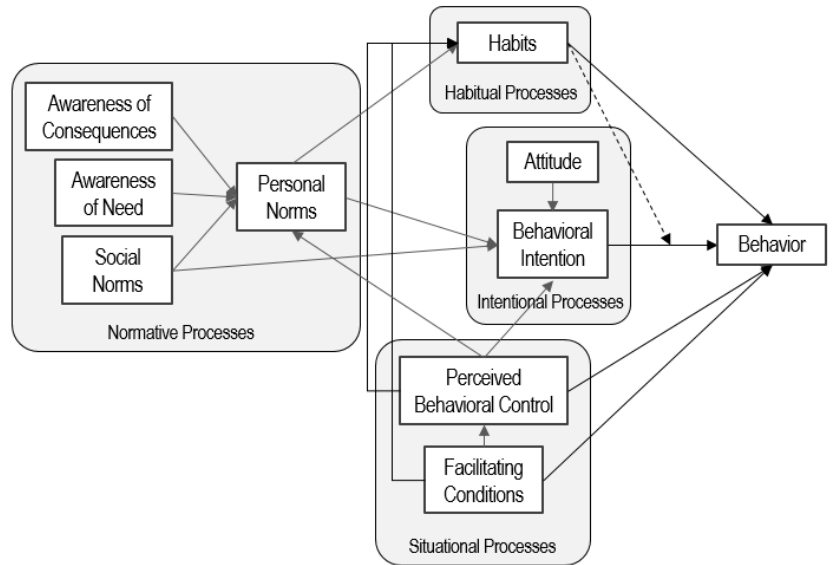 Habits
Habitual Processes
Awareness of
Consequences
Awareness
of Need
Social
Norms
Personal
Norms
Normative Processes
Attitude
Behavioral
Intention
Intentional Processes
Behavior
Perceived
Behavioral Control
Facilitating
Conditions
Situational Processes